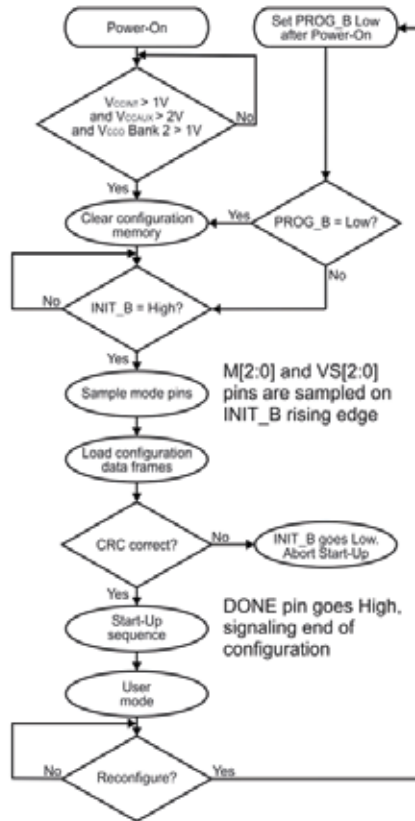 Power-On
Set PROG_B Low
after Power-On
VCCINT > 1V
and VCCAUX > 2V
and VCCO Bank 2 > 1V
No
Yes
Clear configuration
memory
Yes
PROG_B = Low?
No
INIT_B = High?
No
Yes
Sample mode pins
M[2:0] and VS[2:0]
pins are sampled on
INIT_B rising edge
Load configuration
data frames
CRC correct?
No
INIT_B goes Low.
Abort Start-Up
Yes
Start-Up
sequence
DONE pin goes High,
signaling end of
configuration
User
mode
No
Reconfigure?
Yes